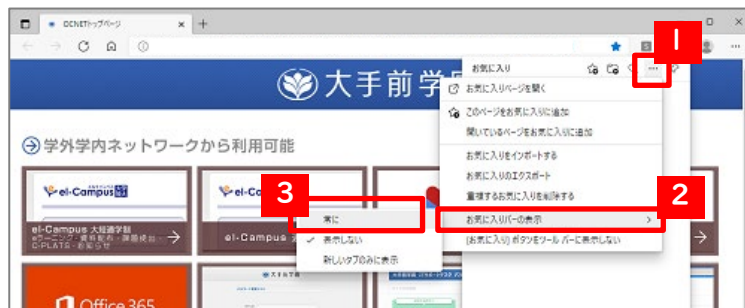 OCNETトップページ
1
お気に入り
お気に入りページを開く
大手前学
このページをお気に入りに追加
開いているページをお気に入りに追加
学外学内ネットワークから利用可能
お気に入りをインポートする
お気に入りのエクスポート
重複するお気に入りを削除する
2
el-Campus
el-C
3
お気に入りバーの表示
常に
[お気に入り] ボタンをツール バーに表示しない
el-Campus 大短通学制
eラーニング・資料配布・課題提出・
C-PLATS・お知らせ
el-Campus
表示しない
新しいタブのみに表示
Office 365
大手前学園